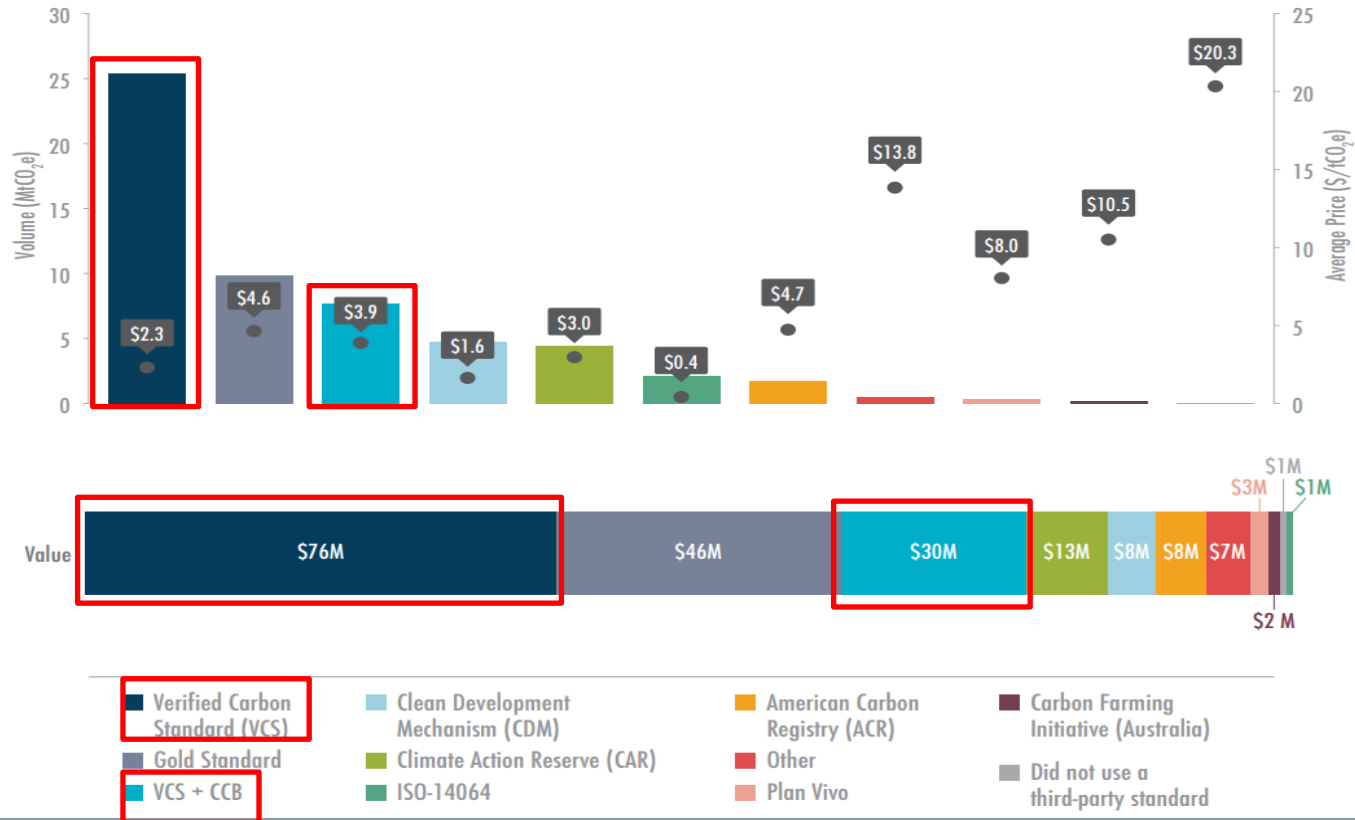 30
25
20
15
10
5
0
Volume (MtCO₂e)
25
20
15
10
5
0
Average Price ($/tCO₂e)
$2.3
$4.6
$3.9
$1.6
$3.0
$0.4
$4.7
$13.8
$8.0
$10.5
$20.3
Value
$76M
$46M
$30M
$13M
$8M
$8M
$7M
$3M
$2 M
$1M
$1M
Verified Carbon
Standard (VCS)
Gold Standard
VCS + CCB
Clean Development
Mechanism (CDM)
Climate Action Reserve (CAR)
ISO-14064
American Carbon
Registry (ACR)
Other
Plan Vivo
Carbon Farming
Initiative (Australia)
Did not use a
third-party standard